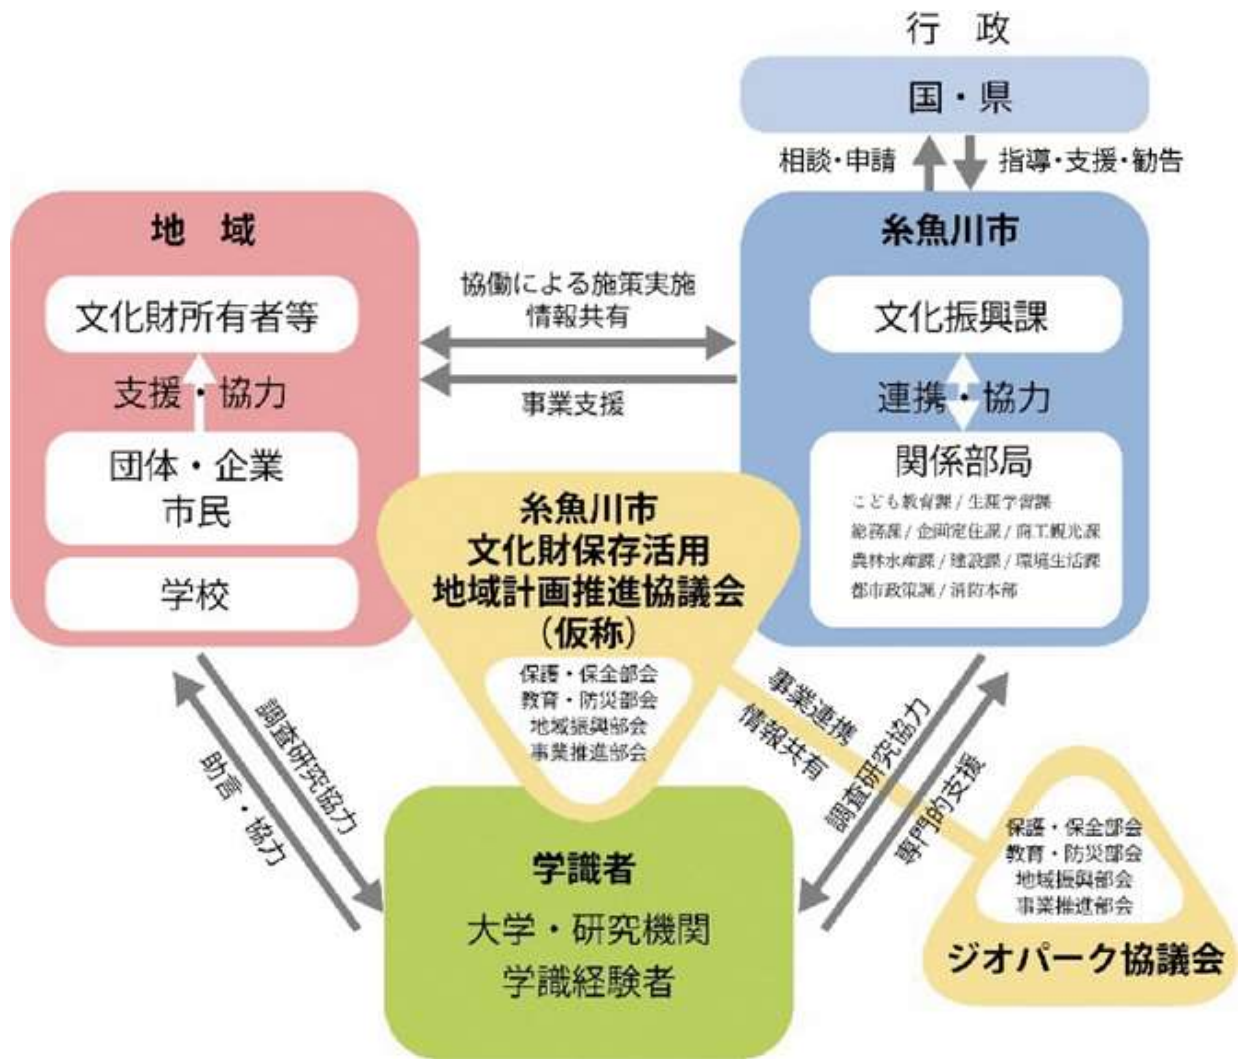 行 政
国・県
相談・申請
指導・支援・勧告
地 域
文化財所有者等
支援・協力
団体・企業
市民
学校
協働による施策実施
情報共有
事業支援
糸魚川市
文化振興課
連携・協力
関係部局
こども教育課 / 生涯学習課
総務課 / 企画定住課 / 商工観光課
農林水産課 / 建設課 / 環境生活課
都市政策課 / 消防本部
糸魚川市
文化財保存活用
地域計画推進協議会
（仮称）
保護・保全部会
教育・防災部会
地域振興部会
事業推進部会
調査研究協力
助言・協力
事業連携
情報共有
調査研究協力
専門的支援
学識者
大学・研究機関
学識経験者
保護・保全部会
教育・防災部会
地域振興部会
事業推進部会
ジオパーク協議会